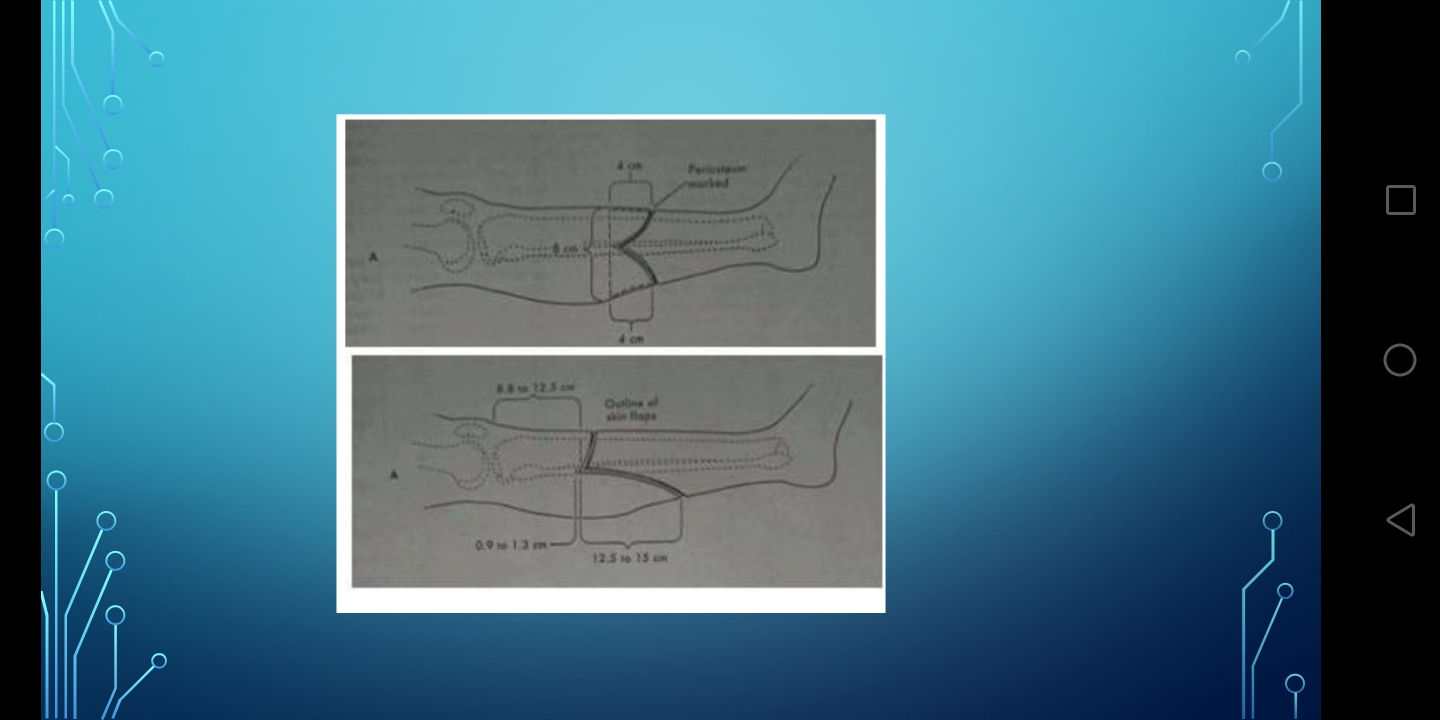 4 cm
Periosteum
marked
8 cm
A
4 cm
8.8 to 12.5 cm
Outline of
skin flaps
A
0.9 to 1.3 cm
12.5 to 15 cm